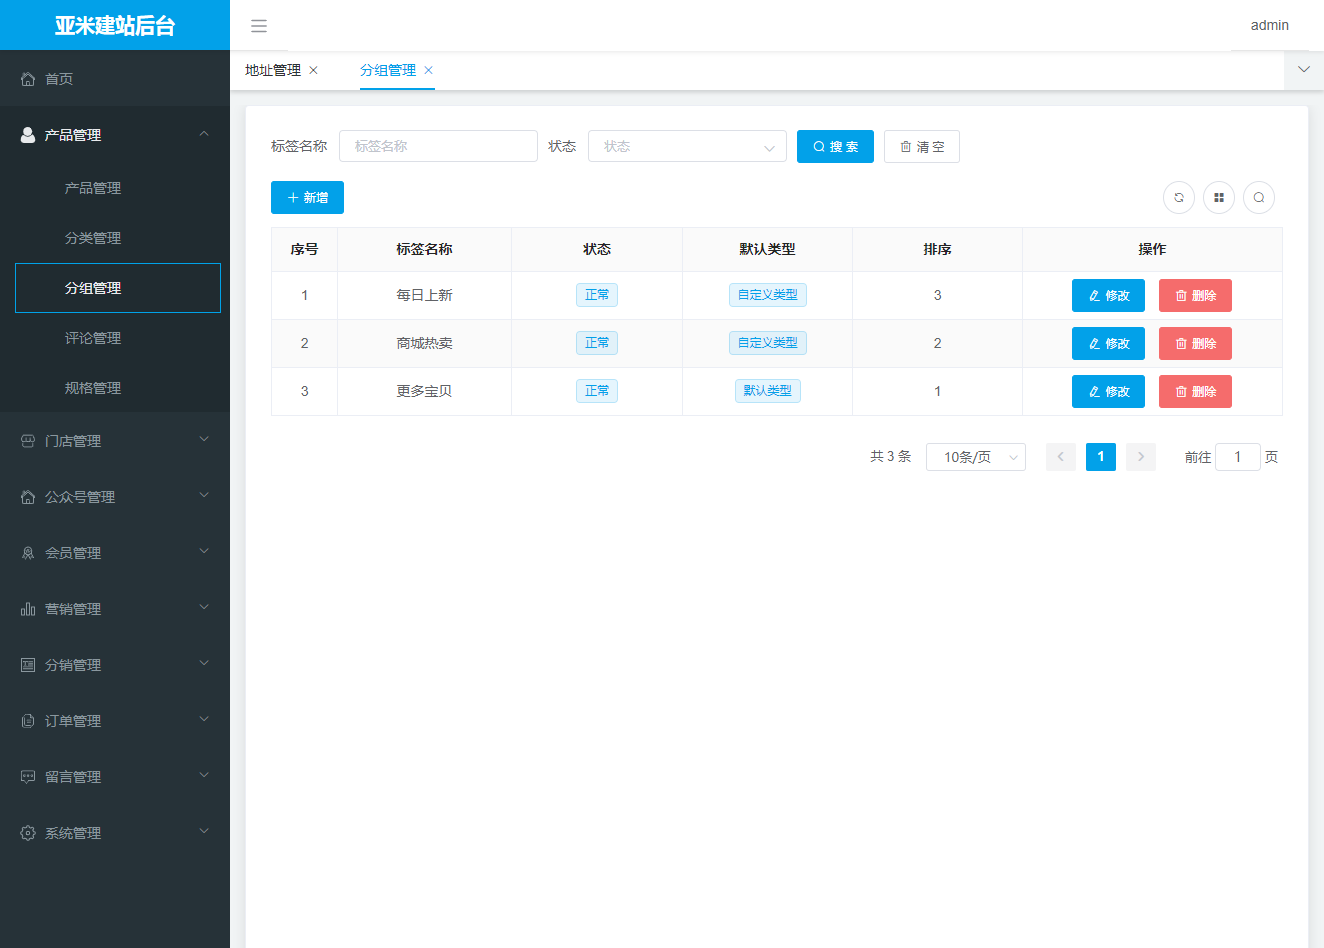 亚米建站后台
admin
首页
产品管理
产品管理
分类管理
分组管理
评论管理
规格管理
门店管理
公众号管理
会员管理
营销管理
分销管理
订单管理
留言管理
系统管理
地址管理 分组管理
标签名称 标签名称 状态 状态 搜 索 清 空
新增
序号 标签名称 状态 默认类型 排序 操作
1 每日上新 正常 自定义类型 3 修改 删除
2 商城热卖 正常 自定义类型 2 修改 删除
3 更多宝贝 正常 默认类型 1 修改 删除
共 3 条 10条/页 1 前往 1 页